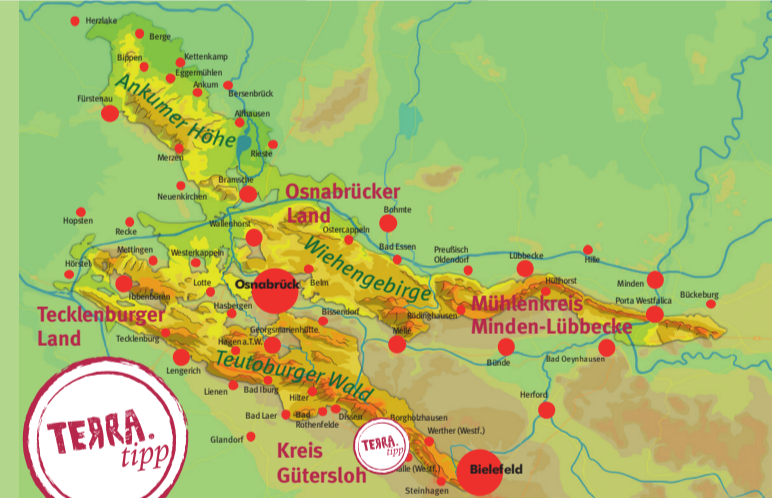 Herzlake
Berge
Bippen
Kettenkamp
Eggermühlen
Ankum
Bersenbrück
Fürstenau
Ankumer Höhe
Alfhausen
Merzen
Rieste
Bramsche
Neuenkirchen
Osnabrücker
Land
Hopsten
Recke
Wallenhorst
Bohmte
Ostercappeln
Mettingen
Westerkappeln
Wiehengebirge
Bad Essen
Preußisch
Oldendorf
Lübbecke
Hille
Hörstel
Ibbenbüren
Lotte
Osnabrück
Belm
Hüllhorst
Minden
Porta Westfalica
Bückeburg
Tecklenburger
Land
Hasbergen
Bissendorf
Rödinghausen
Mühlenkreis
Minden-Lübbecke
Tecklenburg
Georgsmarienhütte
Hagen a.T.W.
Melle
Bünde
Bad Oeynhausen
Teutoburger Wald
Lengerich
Lienen
Bad Iburg
Hilter
Herford
Bad Laer
Bad
Rothenfelde
Dissen
Borgholzhausen
Glandorf
Werther (Westf.)
Kreis
Gütersloh
TERRA.
tipp
TERRA.
tipp
alle (Westf.)
Bielefeld
Steinhagen